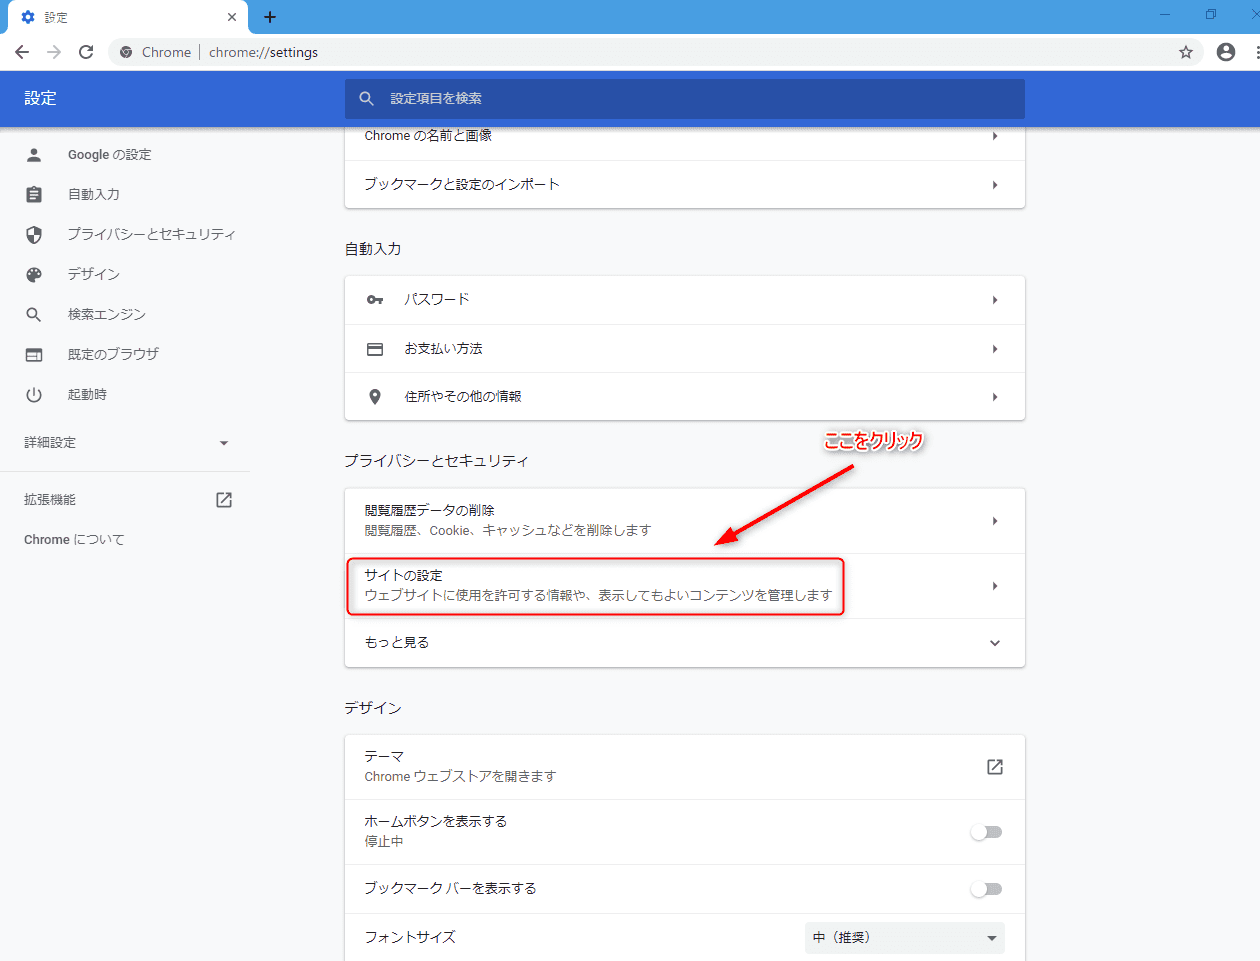 設定
Chrome
chrome://settings
設定
設定項目を検索
Google の設定
自動入力
プライバシーとセキュリティ
デザイン
検索エンジン
既定のブラウザ
起動時
詳細設定
拡張機能
Chrome について
Chrome の名前と画像
ブックマークと設定のインポート
自動入力
パスワード
お支払い方法
住所やその他の情報
ここをクリック
プライバシーとセキュリティ
閲覧履歴データの削除
閲覧履歴、Cookie、キャッシュなどを削除します
サイトの設定
ウェブサイトに使用を許可する情報や、表示してもよいコンテンツを管理します
もっと見る
デザイン
テーマ
Chrome ウェブストアを開きます
ホームボタンを表示する
停止中
ブックマーク バーを表示する
フォントサイズ
中（推奨）